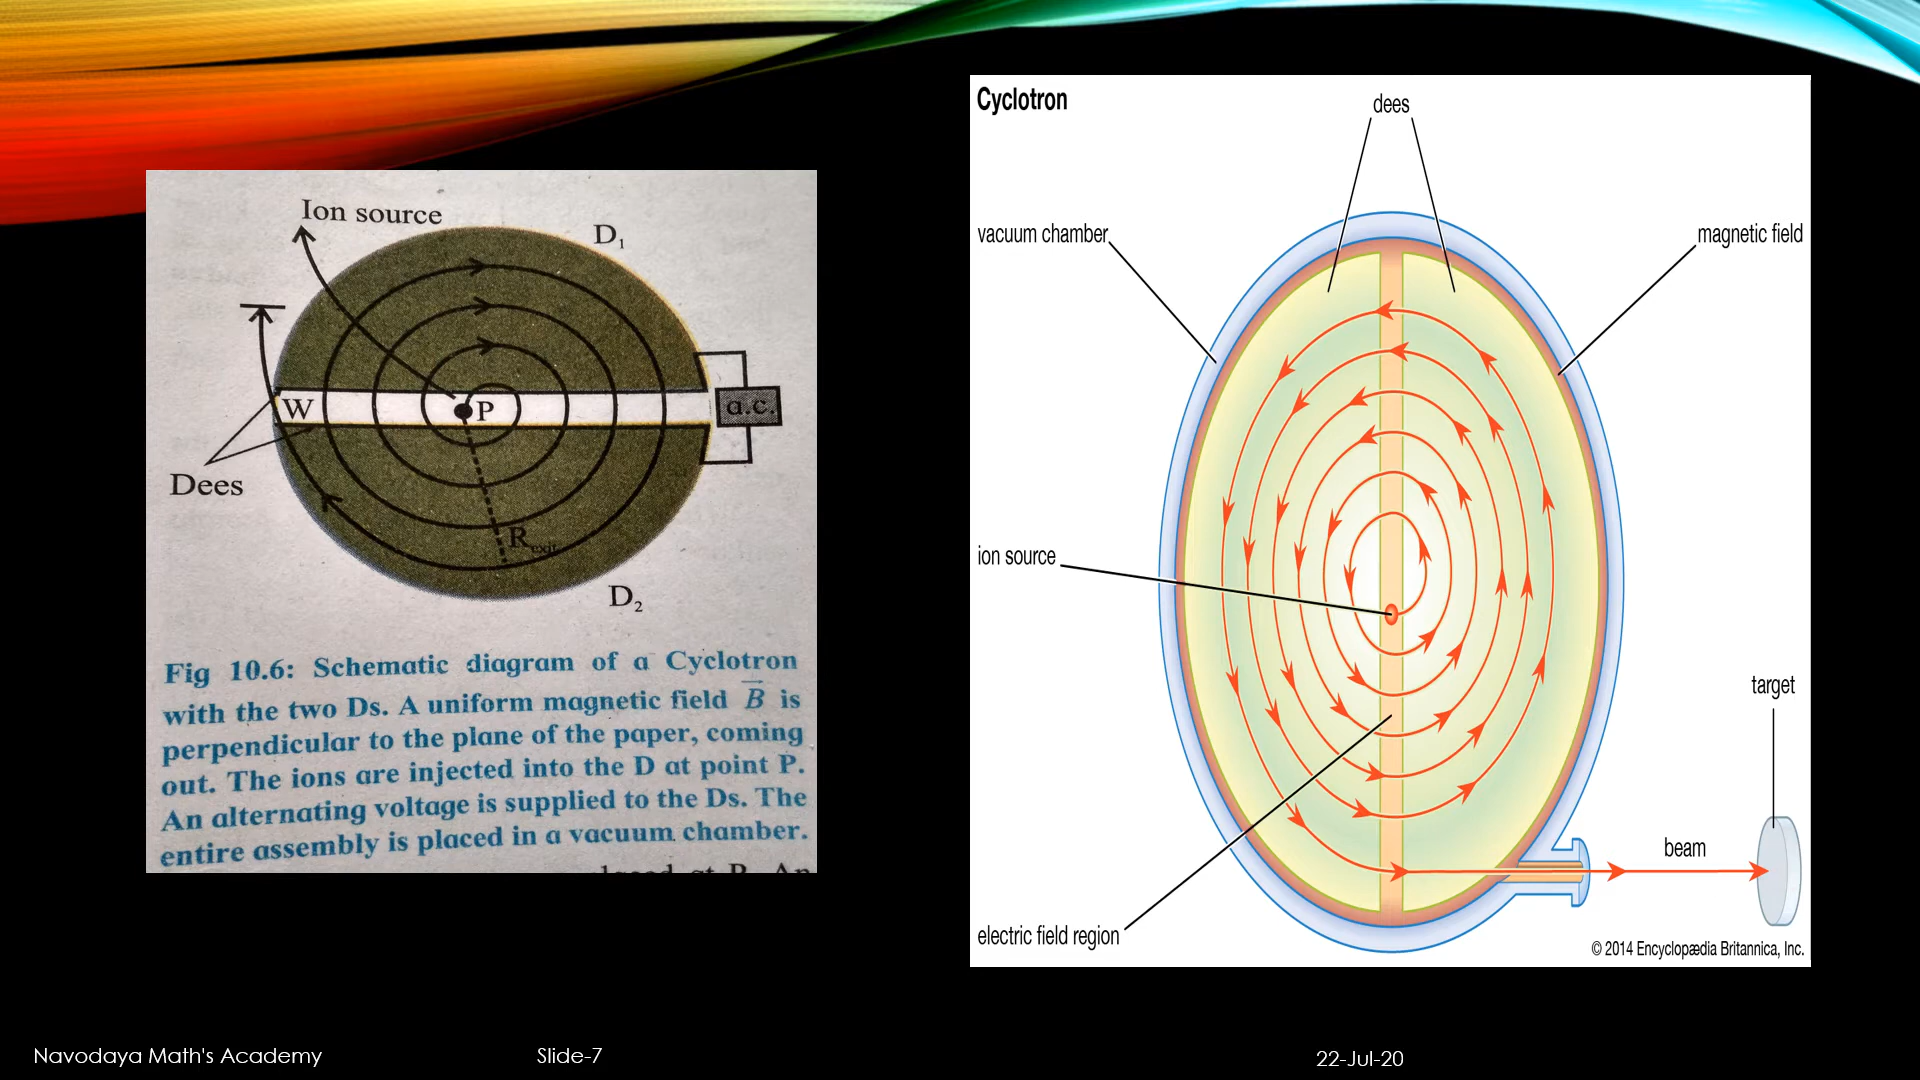 Ion source
D₁
W
P
a.c.
Dees
R exit
D₂
Fig 10.6: Schematic diagram of a Cyclotron
with the two Ds. A uniform magnetic field B⃗ is
perpendicular to the plane of the paper, coming
out. The ions are injected into the D at point P.
An alternating voltage is supplied to the Ds. The
entire assembly is placed in a vacuum chamber.
Cyclotron
dees
vacuum chamber
magnetic field
ion source
target
beam
electric field region
© 2014 Encyclopædia Britannica, Inc.
Navodaya Math's Academy
Slide-7
22-Jul-20